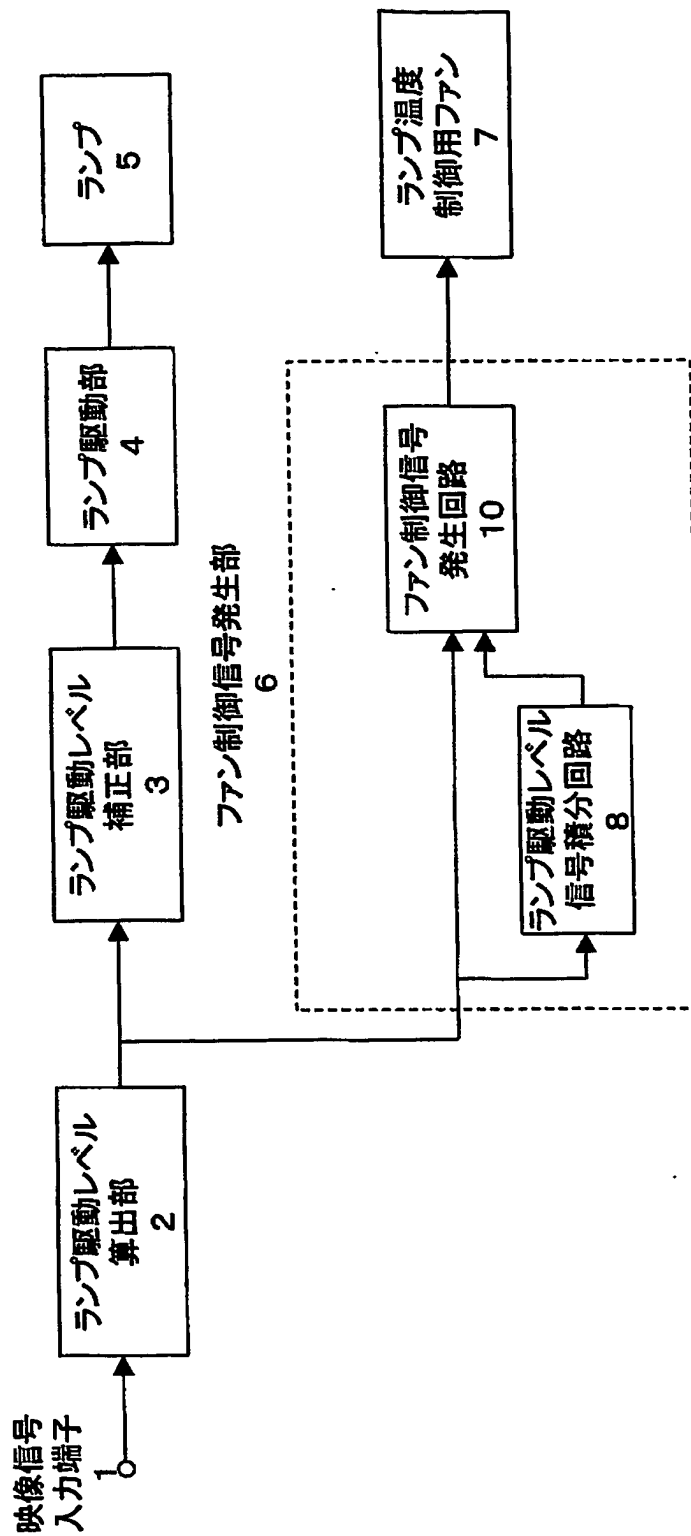 映像信号
入力端子
1
ランプ駆動レベル
算出部
2
ランプ駆動レベル
補正部
3
ランプ駆動部
4
ランプ
5
ファン制御信号発生部
6
ランプ駆動レベル
信号積分回路
8
ファン制御信号
発生回路
10
ランプ温度
制御用ファン
7